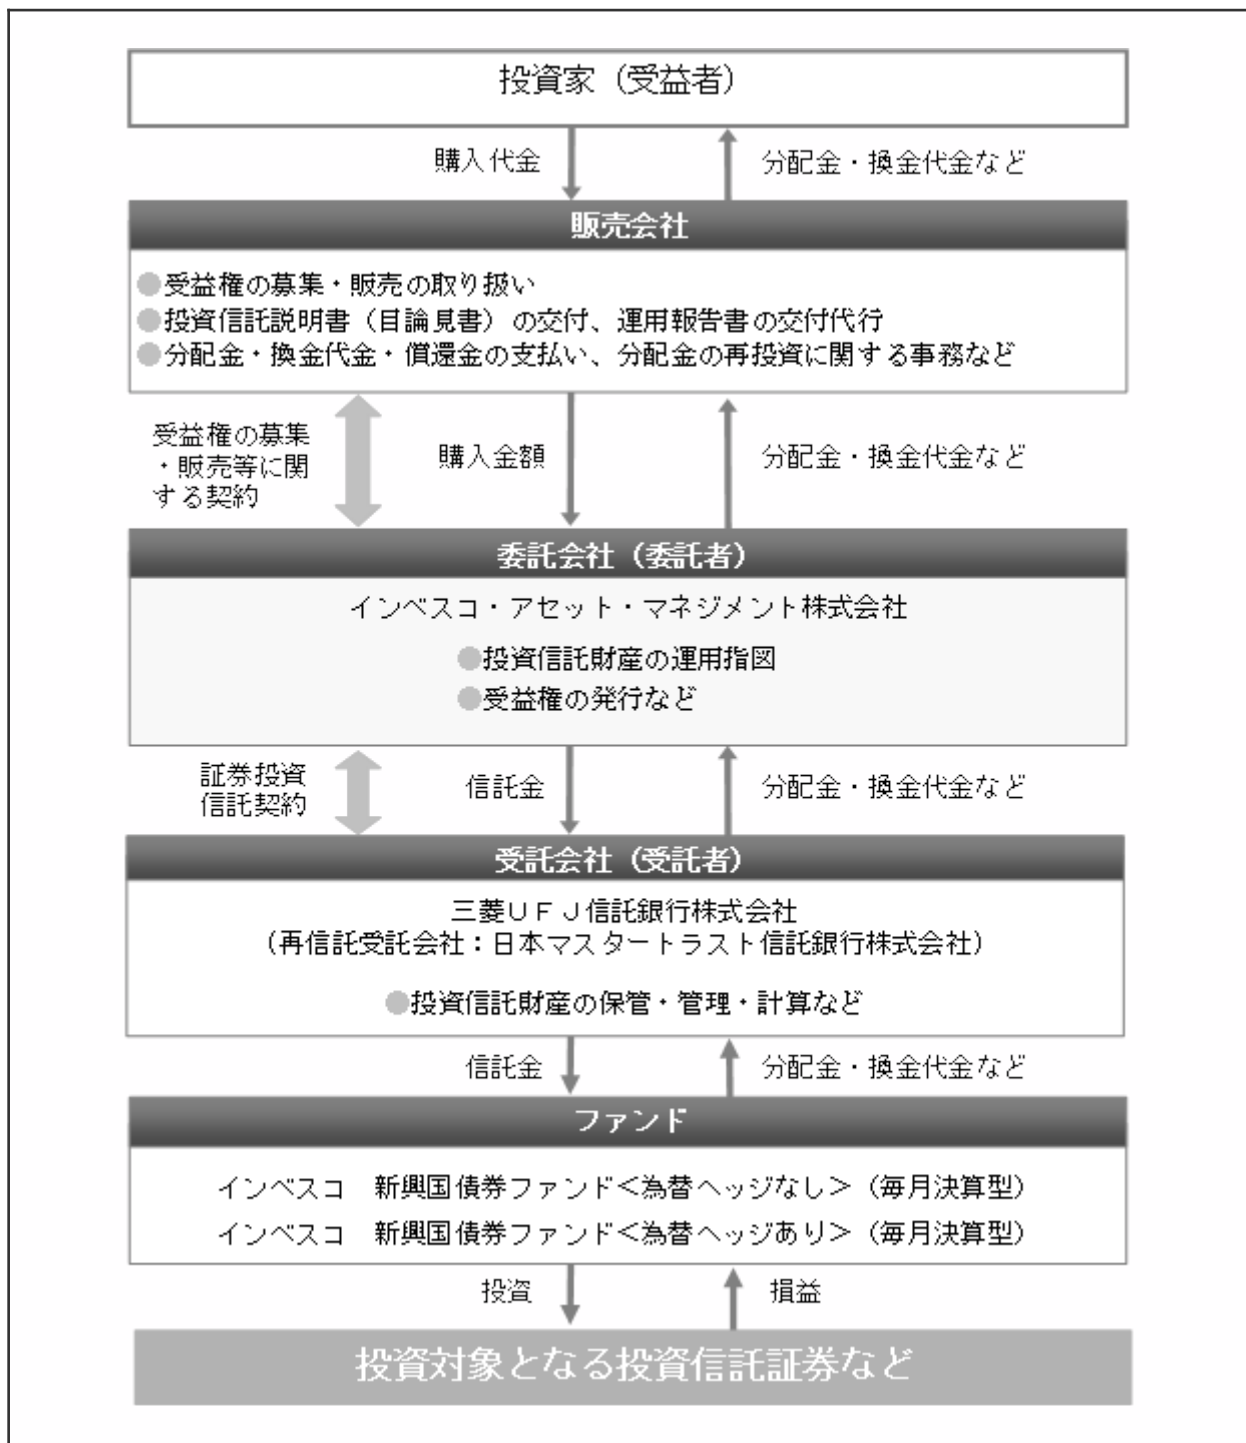 投資家（受益者）
購入代金
分配金・換金代金など
販売会社
●受益権の募集・販売の取り扱い
●投資信託説明書（目論見書）の交付、運用報告書の交付代行
●分配金・換金代金・償還金の支払い、分配金の再投資に関する事務など
受益権の募集
・販売等に関
する契約
購入金額
分配金・換金代金など
委託会社（委託者）
インベスコ・アセット・マネジメント株式会社
●投資信託財産の運用指図
●受益権の発行など
証券投資
信託契約
信託金
分配金・換金代金など
受託会社（受託者）
三菱ＵＦＪ信託銀行株式会社
（再信託受託会社：日本マスタートラスト信託銀行株式会社）
●投資信託財産の保管・管理・計算など
信託金
分配金・換金代金など
ファンド
インベスコ　新興国債券ファンド＜為替ヘッジなし＞（毎月決算型）
インベスコ　新興国債券ファンド＜為替ヘッジあり＞（毎月決算型）
投資
損益
投資対象となる投資信託証券など